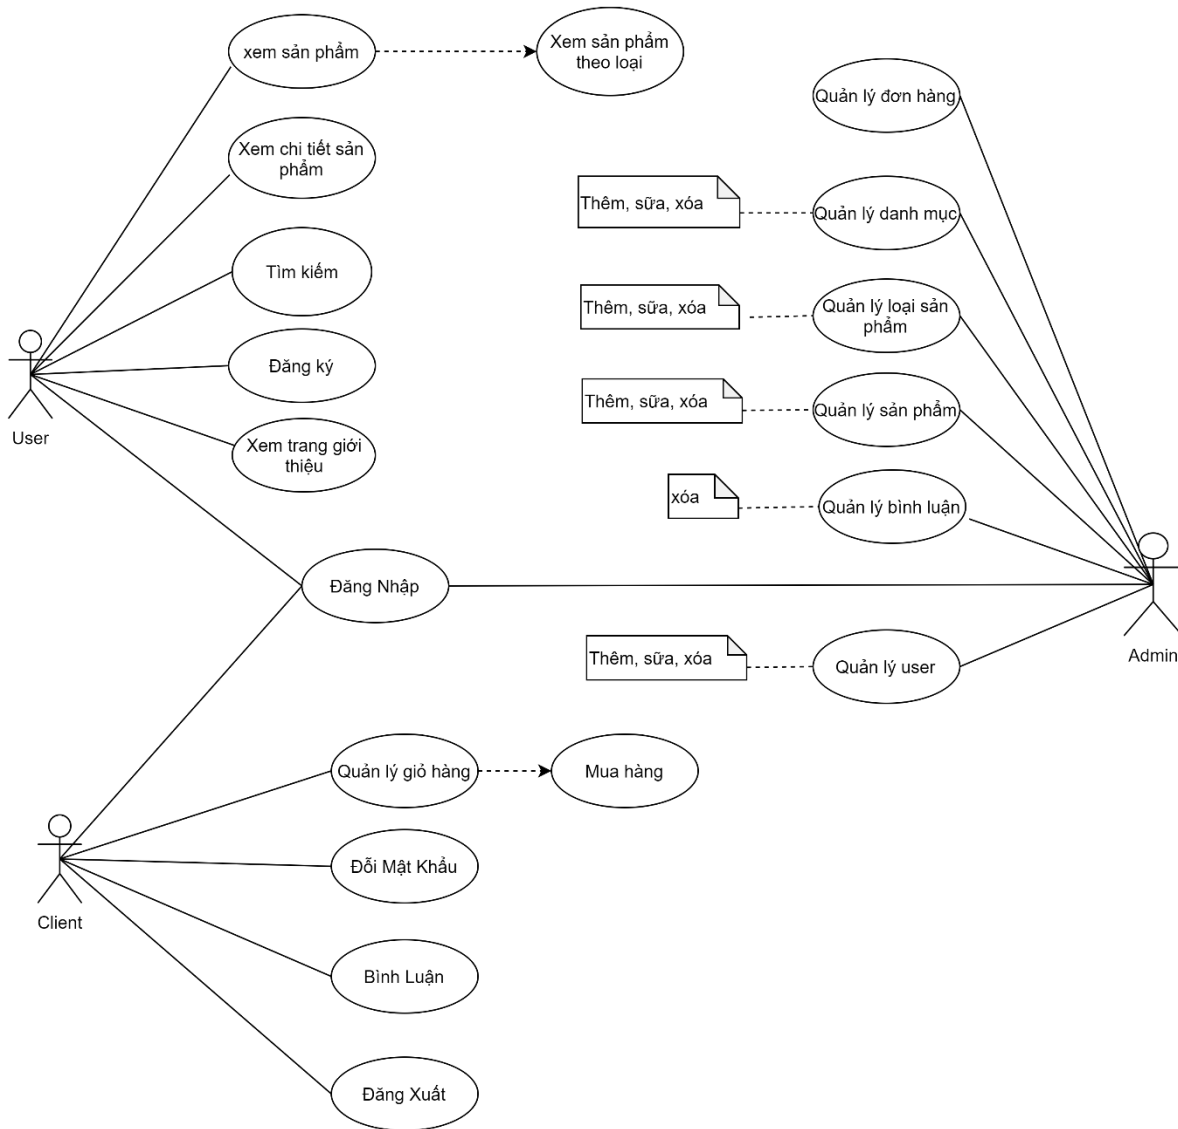 xem sản phẩm
Xem sản phẩm
theo loại
Quản lý đơn hàng
Xem chi tiết sản
phẩm
Thêm, sữa, xóa
Quản lý danh mục
Tìm kiếm
Thêm, sữa, xóa
Quản lý loại sản
phẩm
Đăng ký
Thêm, sữa, xóa
Quản lý sản phẩm
User
Xem trang giới
thiệu
xóa
Quản lý bình luận
Đăng Nhập
Thêm, sữa, xóa
Quản lý user
Admin
Quản lý giỏ hàng
Mua hàng
Đỗi Mật Khẩu
Client
Bình Luận
Đăng Xuất